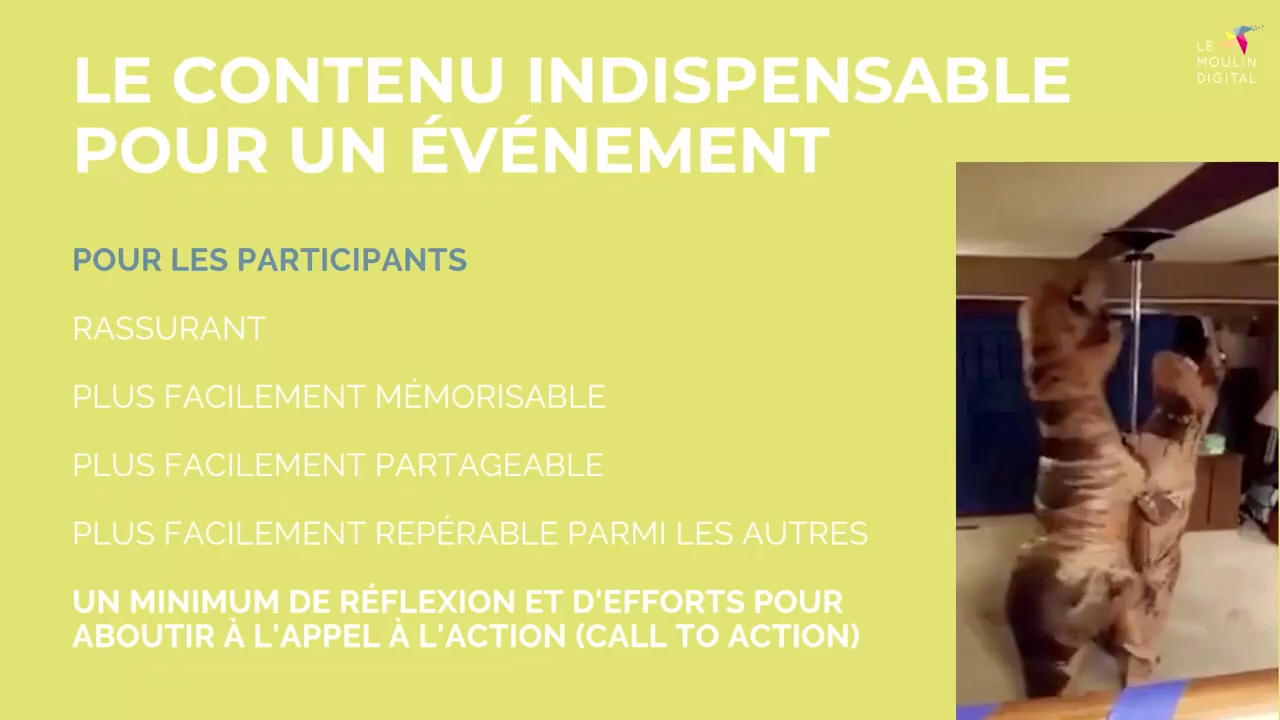 LE CONTENU INDISPENSABLE
POUR UN ÉVÉNEMENT
LE
MOULIN
DIGITAL
POUR LES PARTICIPANTS
RASSURANT
PLUS FACILEMENT MÉMORISABLE
PLUS FACILEMENT PARTAGEABLE
PLUS FACILEMENT REPÉRABLE PARMI LES AUTRES
UN MINIMUM DE RÉFLEXION ET D'EFFORTS POUR
ABOUTIR À L'APPEL À L'ACTION (CALL TO ACTION)